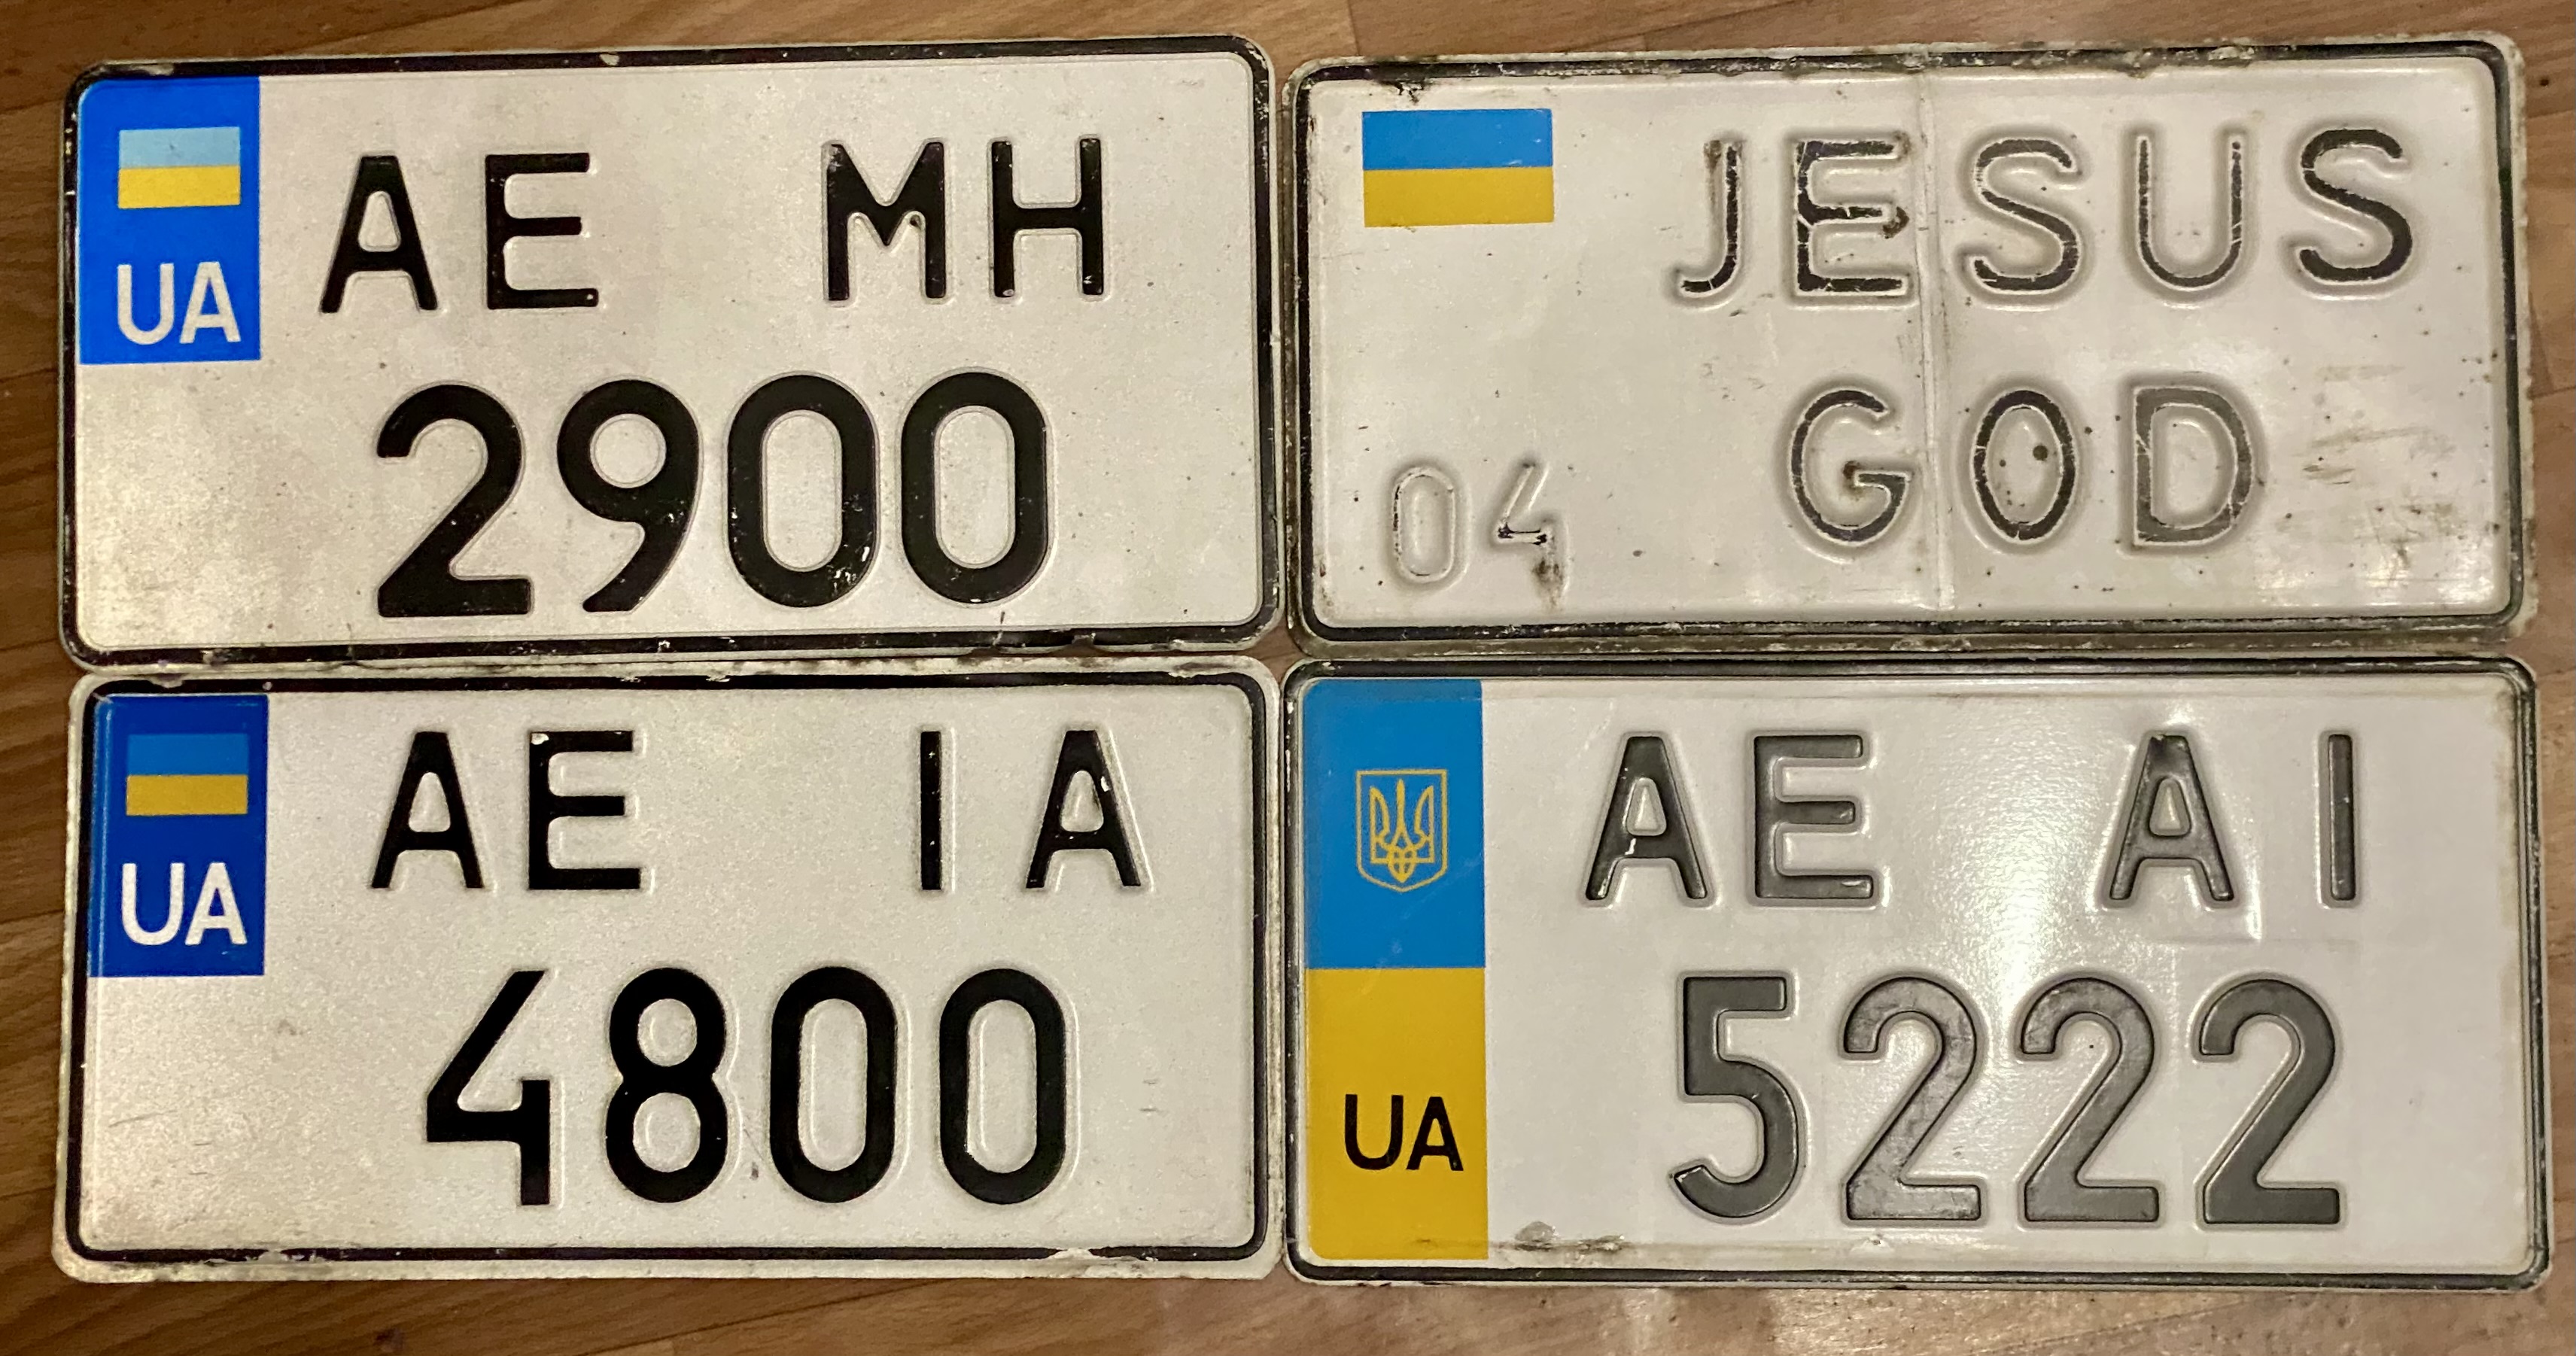 UA
AE MH
2900
JESUS
GOD
04
UA
AE IA
4800
UA
AE AI
5222